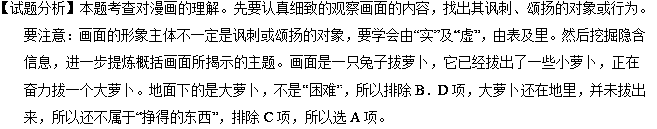 【试题分析】本题考查对漫画的理解。先要认真细致的观察画面的内容，找出其讽刺、颂扬的对象或行为。
要注意：画面的形象主体不一定是讽刺或颂扬的对象，要学会由“实”及“虚”，由表及里。然后挖掘隐含
信息，进一步提炼概括画面所揭示的主题。画面是一只兔子拔萝卜，它已经拔出了一些小萝卜，正在
奋力拔一个大萝卜。地面下的是大萝卜，不是“困难”，所以排除 B．D 项，大萝卜还在地里，并未拔出
来，所以还不属于“挣得的东西”，排除 C 项，所以选 A 项。